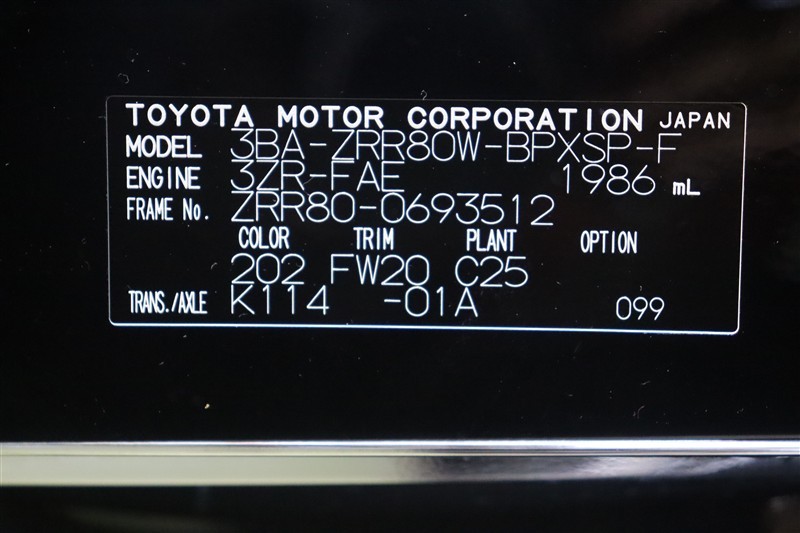 TOYOTA MOTOR CORPORATION JAPAN
MODEL 3BA-ZRR80W-BPXSP-F
ENGINE 3ZR-FAE 1986 mL
FRAME No. ZRR80-0693512
COLOR TRIM PLANT OPTION
202 FW20 C25
TRANS./AXLE K114 -01A 099